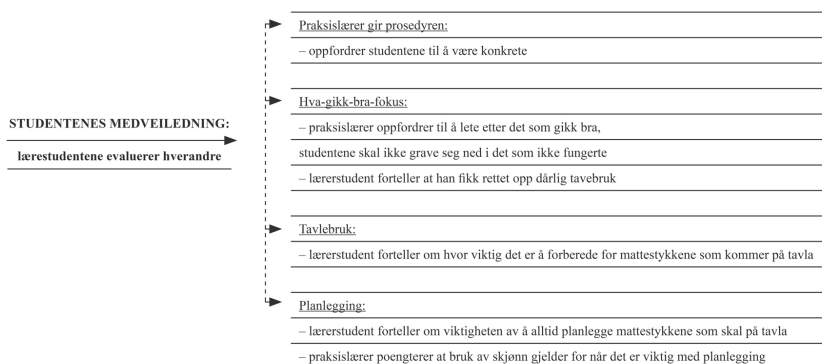 STUDENTENES MEDVEILEDNING:
lærestudentene evaluerer hverandre
Praksislærer gir prosedyren:
– oppfordrer studentene til å være konkrete
Hva-gikk-bra-fokus:
– praksislærer oppfordrer til å lete etter det som gikk bra,
studentene skal ikke grave seg ned i det som ikke fungerte
– lærerstudent forteller at han fikk rettet opp dårlig tavebruk
Tavlebruk:
– lærerstudent forteller om hvor viktig det er å forberede for mattestykkene som kommer på tavla
Planlegging:
– lærerstudent forteller om viktigheten av å alltid planlegge mattestykkene som skal på tavla
– praksislærer poengterer at bruk av skjønn gjelder for når det er viktig med planlegging